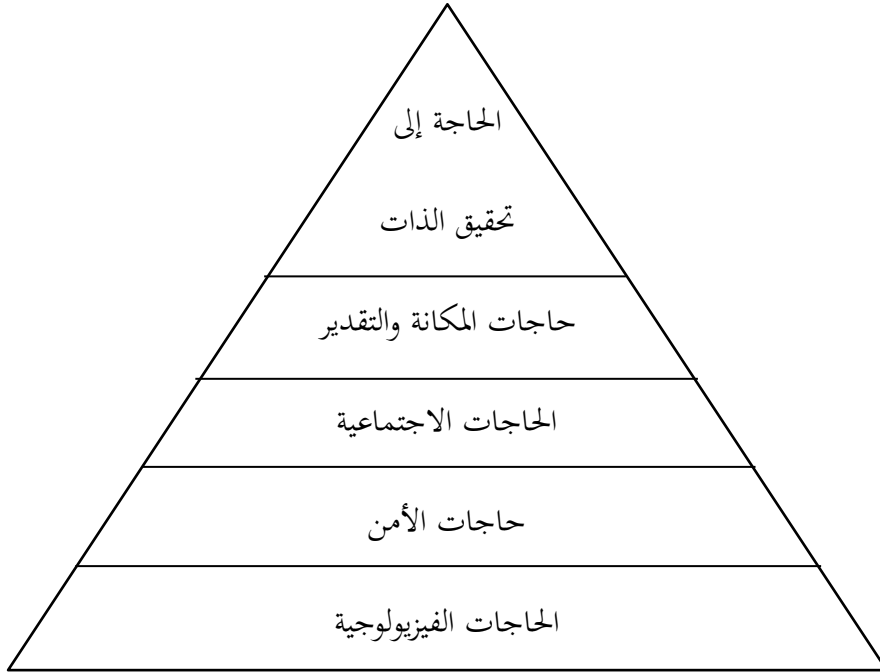 الحاجة إلى
تحقيق الذات
حاجات المكانة والتقدير
الحاجات الاجتماعية
حاجات الأمن
الحاجات الفيزيولوجية